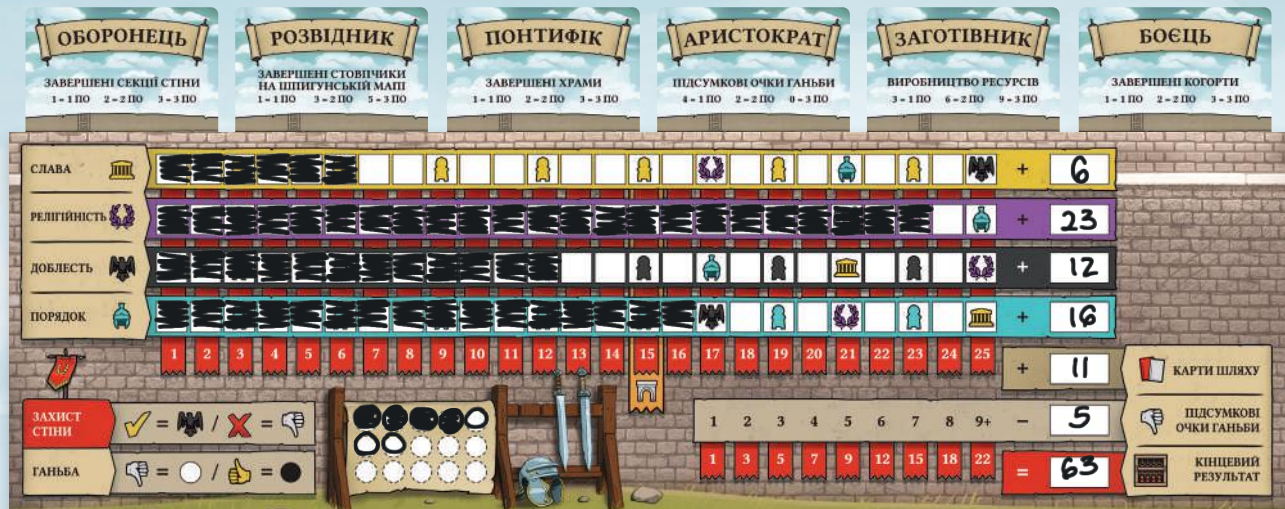 ОБОРОНЕЦЬ
ЗАВЕРШЕНІ СЕКЦІЇ СТІНИ
1 = 1 ПО 2 = 2 ПО 3 = 3 ПО
РОЗВІДНИК
ЗАВЕРШЕНІ СТОВПЧИКИ
НА ШПИГУНСЬКІЙ МАПІ
1 = 1 ПО 3 = 2 ПО 5 = 3 ПО
ПОНТИФІК
ЗАВЕРШЕНІ ХРАМИ
1 = 1 ПО 2 = 2 ПО 3 = 3 ПО
АРИСТОКРАТ
ПІДСУМКОВІ ОЧКИ ГАНЬБИ
4 = 1 ПО 2 = 2 ПО 0 = 3 ПО
ЗАГОТІВНИК
ВИРОБНИЦТВО РЕСУРСІВ
3 = 1 ПО 6 = 2 ПО 9 = 3 ПО
БОЄЦЬ
ЗАВЕРШЕНІ КОГОРТИ
1 = 1 ПО 2 = 2 ПО 3 = 3 ПО
СЛАВА + 6
РЕЛІГІЙНІСТЬ + 23
ДОБЛЕСТЬ + 12
ПОРЯДОК + 16
1 2 3 4 5 6 7 8 9 10 11 12 13 14 15 16 17 18 19 20 21 22 23 24 25
+ 11 КАРТИ ШЛЯХУ
ЗАХИСТ
СТІНИ
= / =
1 2 3 4 5 6 7 8 9+ − 5
ПІДСУМКОВІ
ОЧКИ ГАНЬБИ
ГАНЬБА = / =
1 3 5 7 9 12 15 18 22 = 63
КІНЦЕВИЙ
РЕЗУЛЬТАТ